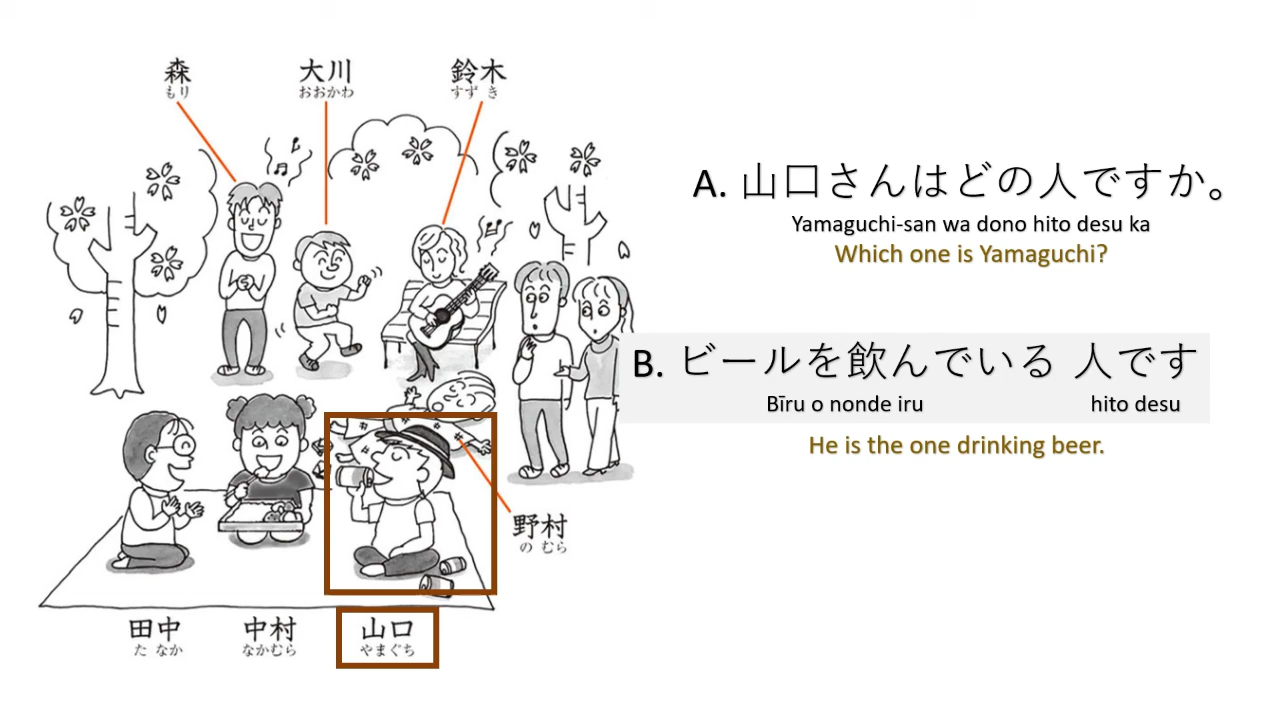 森
もり
大川
おおかわ
鈴木
すずき
A. 山口さんはどの人ですか。
Yamaguchi-san wa dono hito desu ka
Which one is Yamaguchi?
B. ビールを飲んでいる 人です
Bīru o nonde iru hito desu
He is the one drinking beer.
野村
のむら
田中
たなか
中村
なかむら
山口
やまぐち